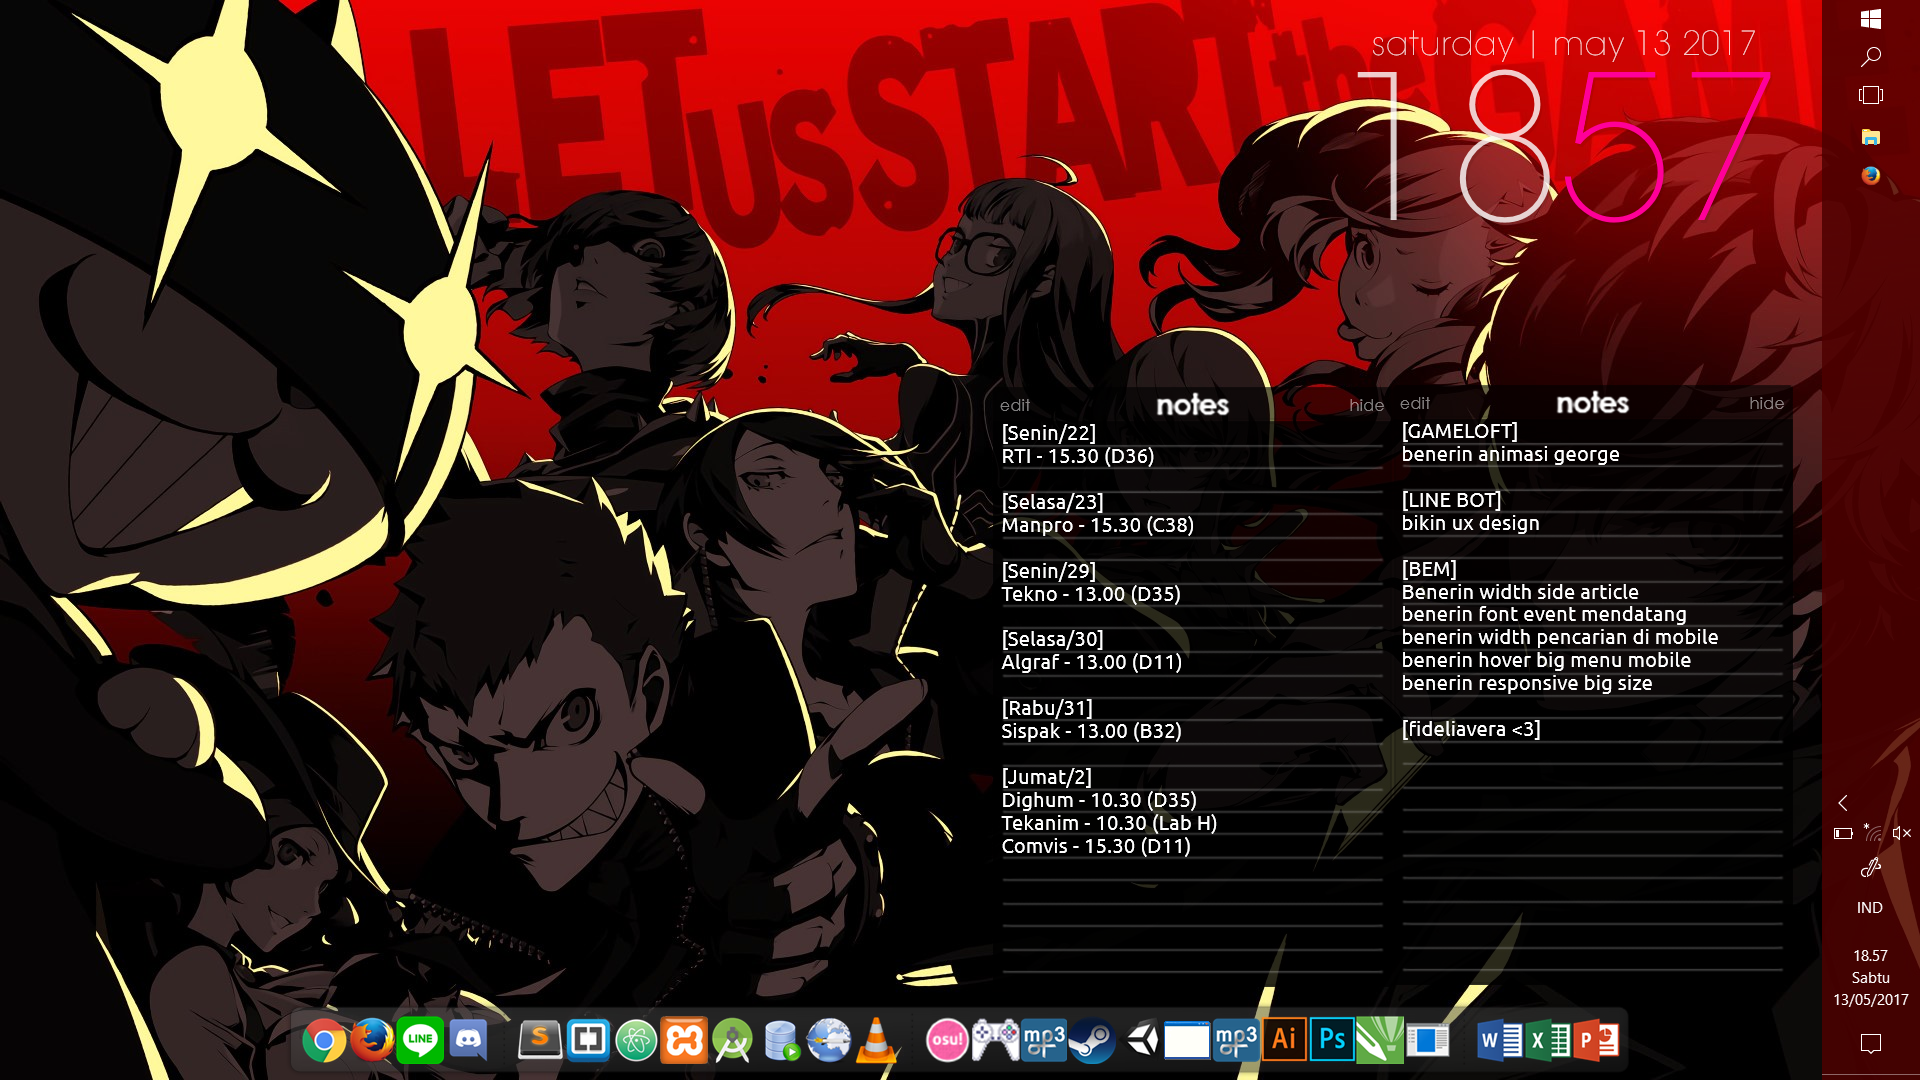 LET us START the GAM
saturday | may 13 2017
1857
edit notes hide
[Senin/22]
RTI - 15.30 (D36)
[Selasa/23]
Manpro - 15.30 (C38)
[Senin/29]
Tekno - 13.00 (D35)
[Selasa/30]
Algraf - 13.00 (D11)
[Rabu/31]
Sispak - 13.00 (B32)
[Jumat/2]
Dighum - 10.30 (D35)
Tekanim - 10.30 (Lab H)
Comvis - 15.30 (D11)
edit notes hide
[GAMELOFT]
benerin animasi george
[LINE BOT]
bikin ux design
[BEM]
Benerin width side article
benerin font event mendatang
benerin width pencarian di mobile
benerin hover big menu mobile
benerin responsive big size
[fideliavera <3]
IND
18.57
Sabtu
13/05/2017
LINE
S
osu!
mp3
mp3
Ai
Ps
W
X
P